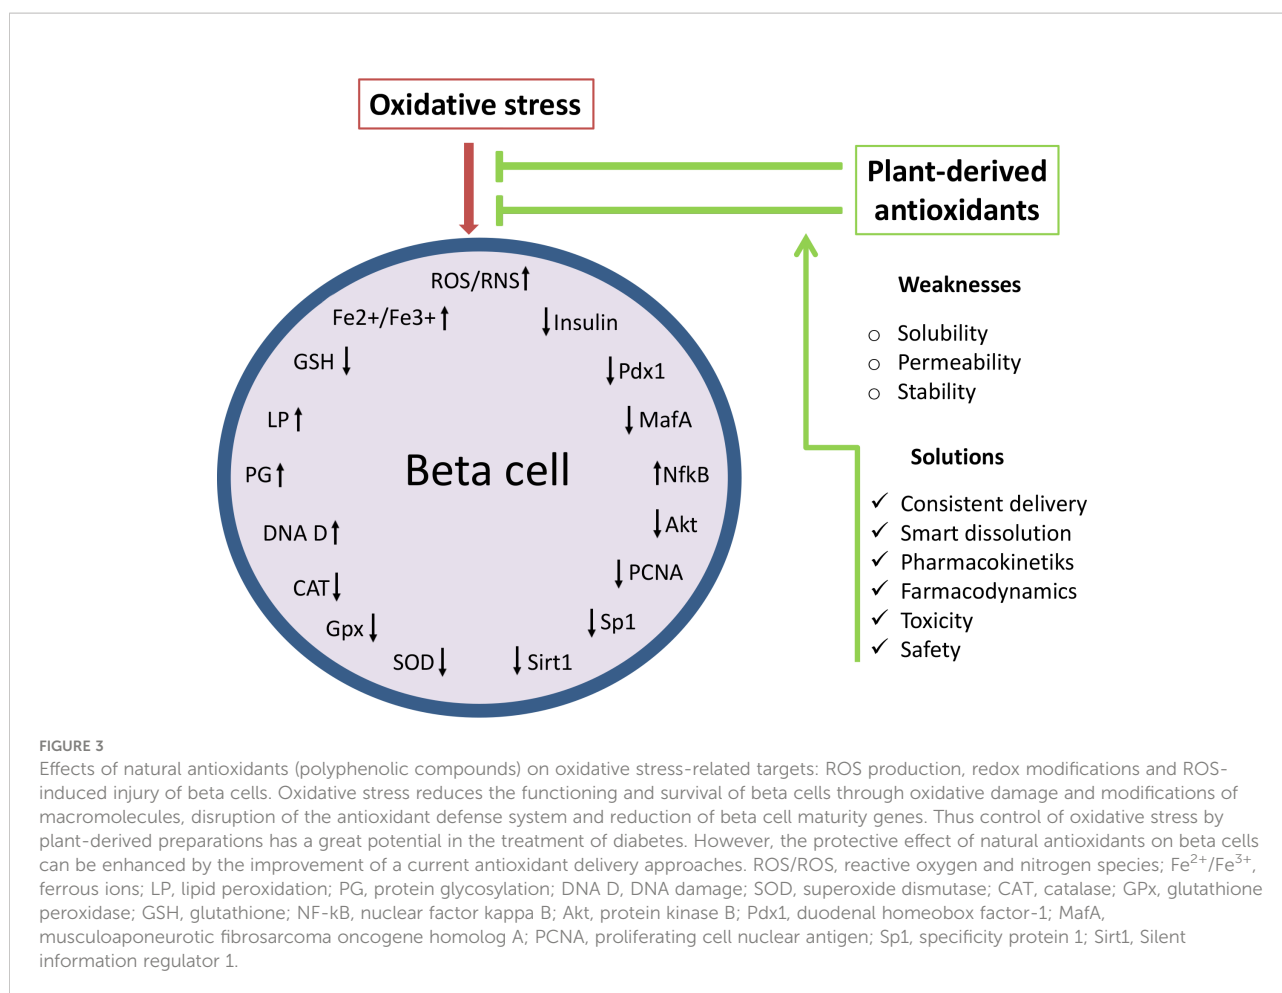 Oxidative stress
Plant-derived
antioxidants
ROS/RNS↑
Fe2+/Fe3+↑
↓Insulin
GSH↓
↓Pdx1
LP↑
↓MafA
Beta cell
PG↑
↑NfkB
DNA D↑
↓Akt
CAT↓
↓PCNA
Gpx↓
↓Sp1
SOD↓
↓Sirt1
Weaknesses
○ Solubility
○ Permeability
○ Stability
Solutions
✓ Consistent delivery
✓ Smart dissolution
✓ Pharmacokinetiks
✓ Farmacodynamics
✓ Toxicity
✓ Safety
FIGURE 3
Effects of natural antioxidants (polyphenolic compounds) on oxidative stress-related targets: ROS production, redox modifications and ROS-
induced injury of beta cells. Oxidative stress reduces the functioning and survival of beta cells through oxidative damage and modifications of
macromolecules, disruption of the antioxidant defense system and reduction of beta cell maturity genes. Thus control of oxidative stress by
plant-derived preparations has a great potential in the treatment of diabetes. However, the protective effect of natural antioxidants on beta cells
can be enhanced by the improvement of a current antioxidant delivery approaches. ROS/ROS, reactive oxygen and nitrogen species; Fe²⁺/Fe³⁺,
ferrous ions; LP, lipid peroxidation; PG, protein glycosylation; DNA D, DNA damage; SOD, superoxide dismutase; CAT, catalase; GPx, glutathione
peroxidase; GSH, glutathione; NF-kB, nuclear factor kappa B; Akt, protein kinase B; Pdx1, duodenal homeobox factor-1; MafA,
musculoaponeurotic fibrosarcoma oncogene homolog A; PCNA, proliferating cell nuclear antigen; Sp1, specificity protein 1; Sirt1, Silent
information regulator 1.